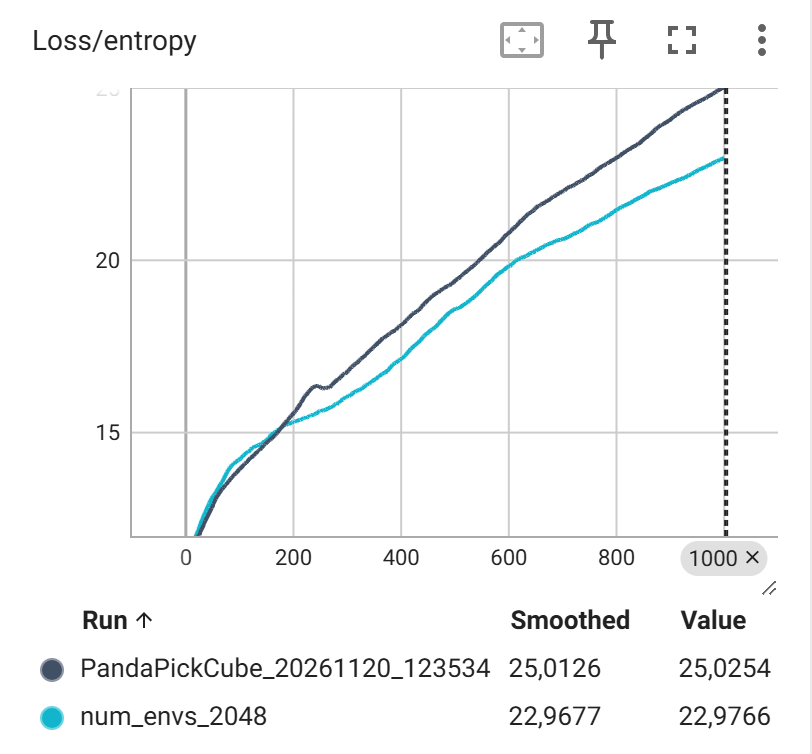 Loss/entropy
20
15
0 200 400 600 800 1000 ×
Run ↑ Smoothed Value
PandaPickCube_20261120_123534 25,0126 25,0254
num_envs_2048 22,9677 22,9766